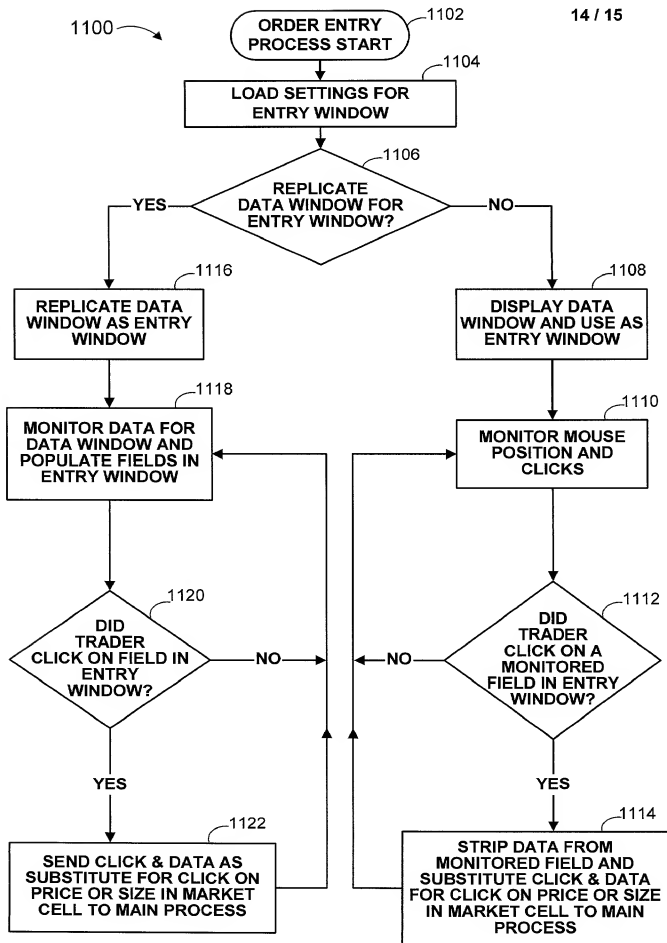 1100
ORDER ENTRY
PROCESS START
1102
14 / 15
1104
LOAD SETTINGS FOR
ENTRY WINDOW
1106
REPLICATE
DATA WINDOW FOR
ENTRY WINDOW?
YES
NO
1116
REPLICATE DATA
WINDOW AS ENTRY
WINDOW
1108
DISPLAY DATA
WINDOW AND USE AS
ENTRY WINDOW
1118
MONITOR DATA FOR
DATA WINDOW AND
POPULATE FIELDS IN
ENTRY WINDOW
1110
MONITOR MOUSE
POSITION AND
CLICKS
1120
DID
TRADER
CLICK ON FIELD IN
ENTRY
WINDOW?
NO
1112
DID
TRADER
CLICK ON A
MONITORED
FIELD IN ENTRY
WINDOW?
NO
YES
YES
1122
SEND CLICK & DATA AS
SUBSTITUTE FOR CLICK ON
PRICE OR SIZE IN MARKET
CELL TO MAIN PROCESS
1114
STRIP DATA FROM
MONITORED FIELD AND
SUBSTITUTE CLICK & DATA
FOR CLICK ON PRICE OR SIZE
IN MARKET CELL TO MAIN
PROCESS